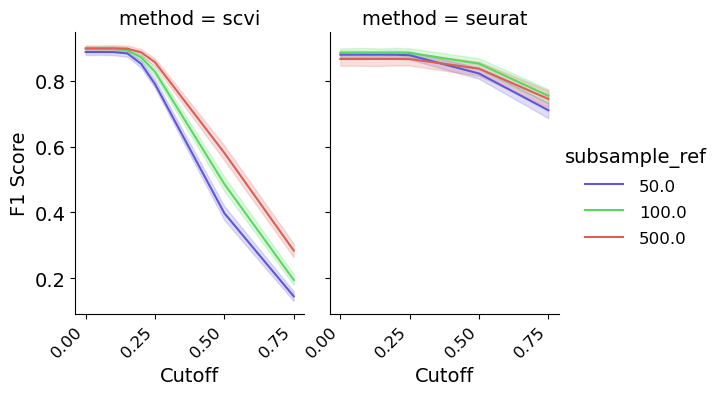 method = scvi
method = seurat
F1 Score
0.8
0.6
0.4
0.2
0.00
0.25
0.50
0.75
0.00
0.25
0.50
0.75
Cutoff
Cutoff
subsample_ref
50.0
100.0
500.0